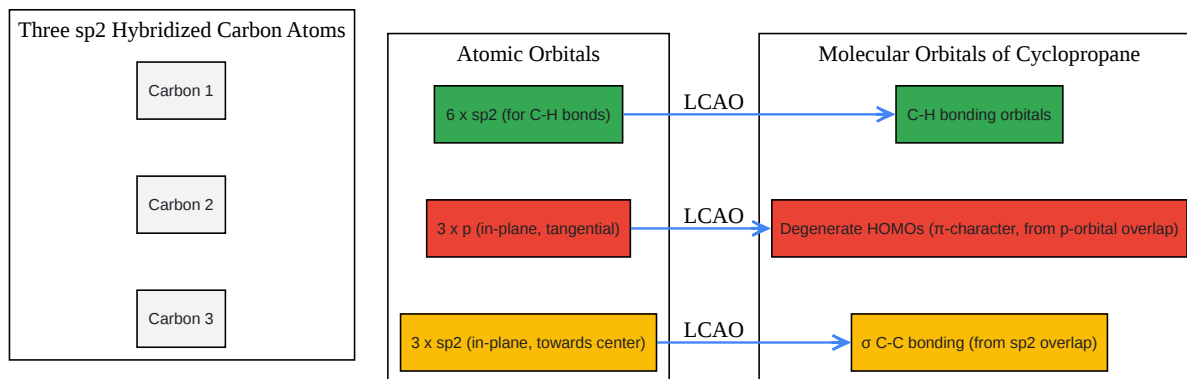 Three sp2 Hybridized Carbon Atoms
Carbon 1
Carbon 2
Carbon 3
Atomic Orbitals
6 x sp2 (for C-H bonds)
3 x p (in-plane, tangential)
3 x sp2 (in-plane, towards center)
LCAO
LCAO
LCAO
Molecular Orbitals of Cyclopropane
C-H bonding orbitals
Degenerate HOMOs (π-character, from p-orbital overlap)
σ C-C bonding (from sp2 overlap)